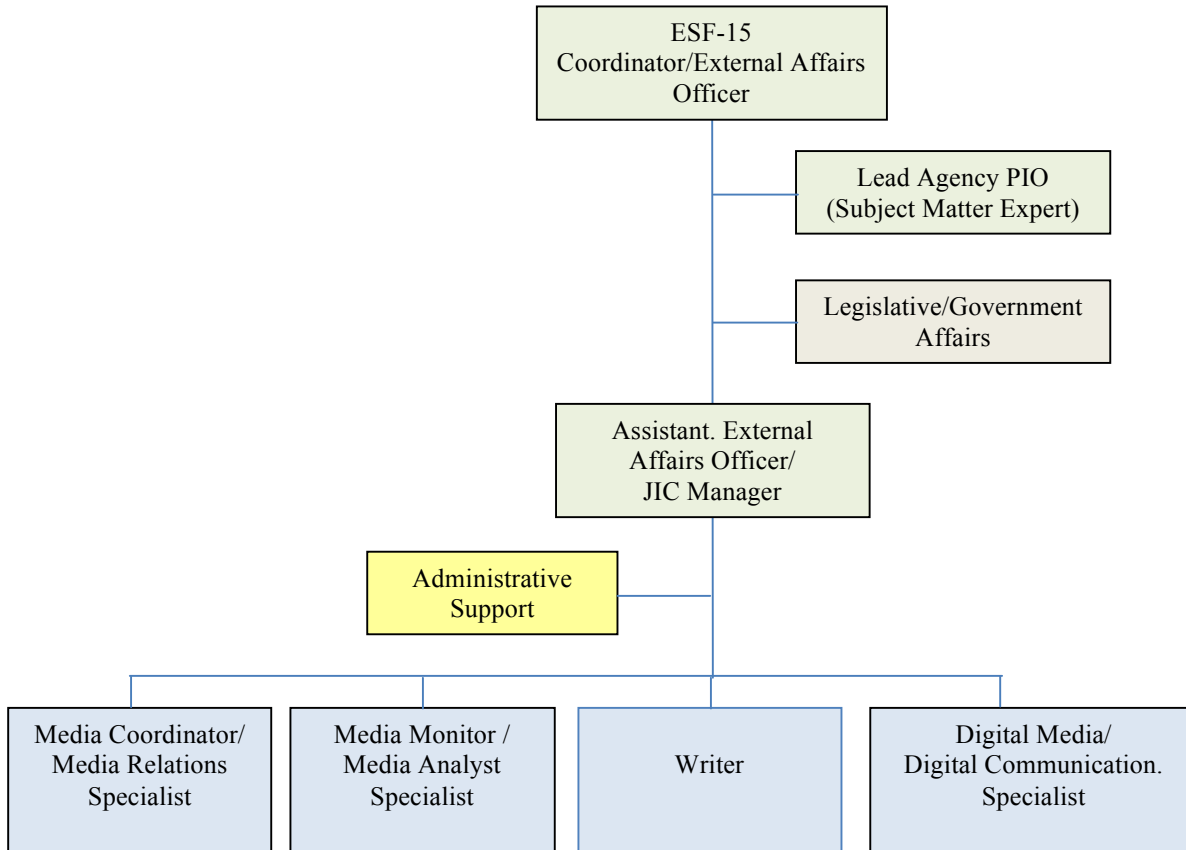 ESF-15
Coordinator/External Affairs
Officer
Lead Agency PIO
(Subject Matter Expert)
Legislative/Government
Affairs
Assistant. External
Affairs Officer/
JIC Manager
Administrative
Support
Media Coordinator/
Media Relations
Specialist
Media Monitor /
Media Analyst
Specialist
Writer
Digital Media/
Digital Communication.
Specialist